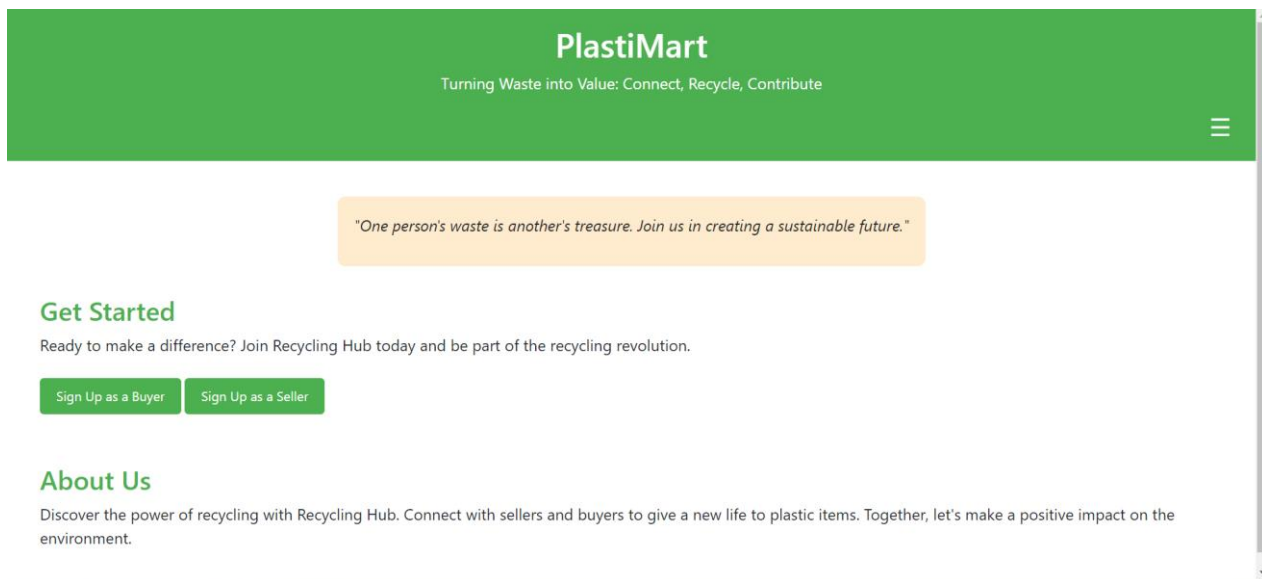 PlastiMart
Turning Waste into Value: Connect, Recycle, Contribute
"One person's waste is another's treasure. Join us in creating a sustainable future."
Get Started
Ready to make a difference? Join Recycling Hub today and be part of the recycling revolution.
Sign Up as a Buyer Sign Up as a Seller
About Us
Discover the power of recycling with Recycling Hub. Connect with sellers and buyers to give a new life to plastic items. Together, let's make a positive impact on the
environment.